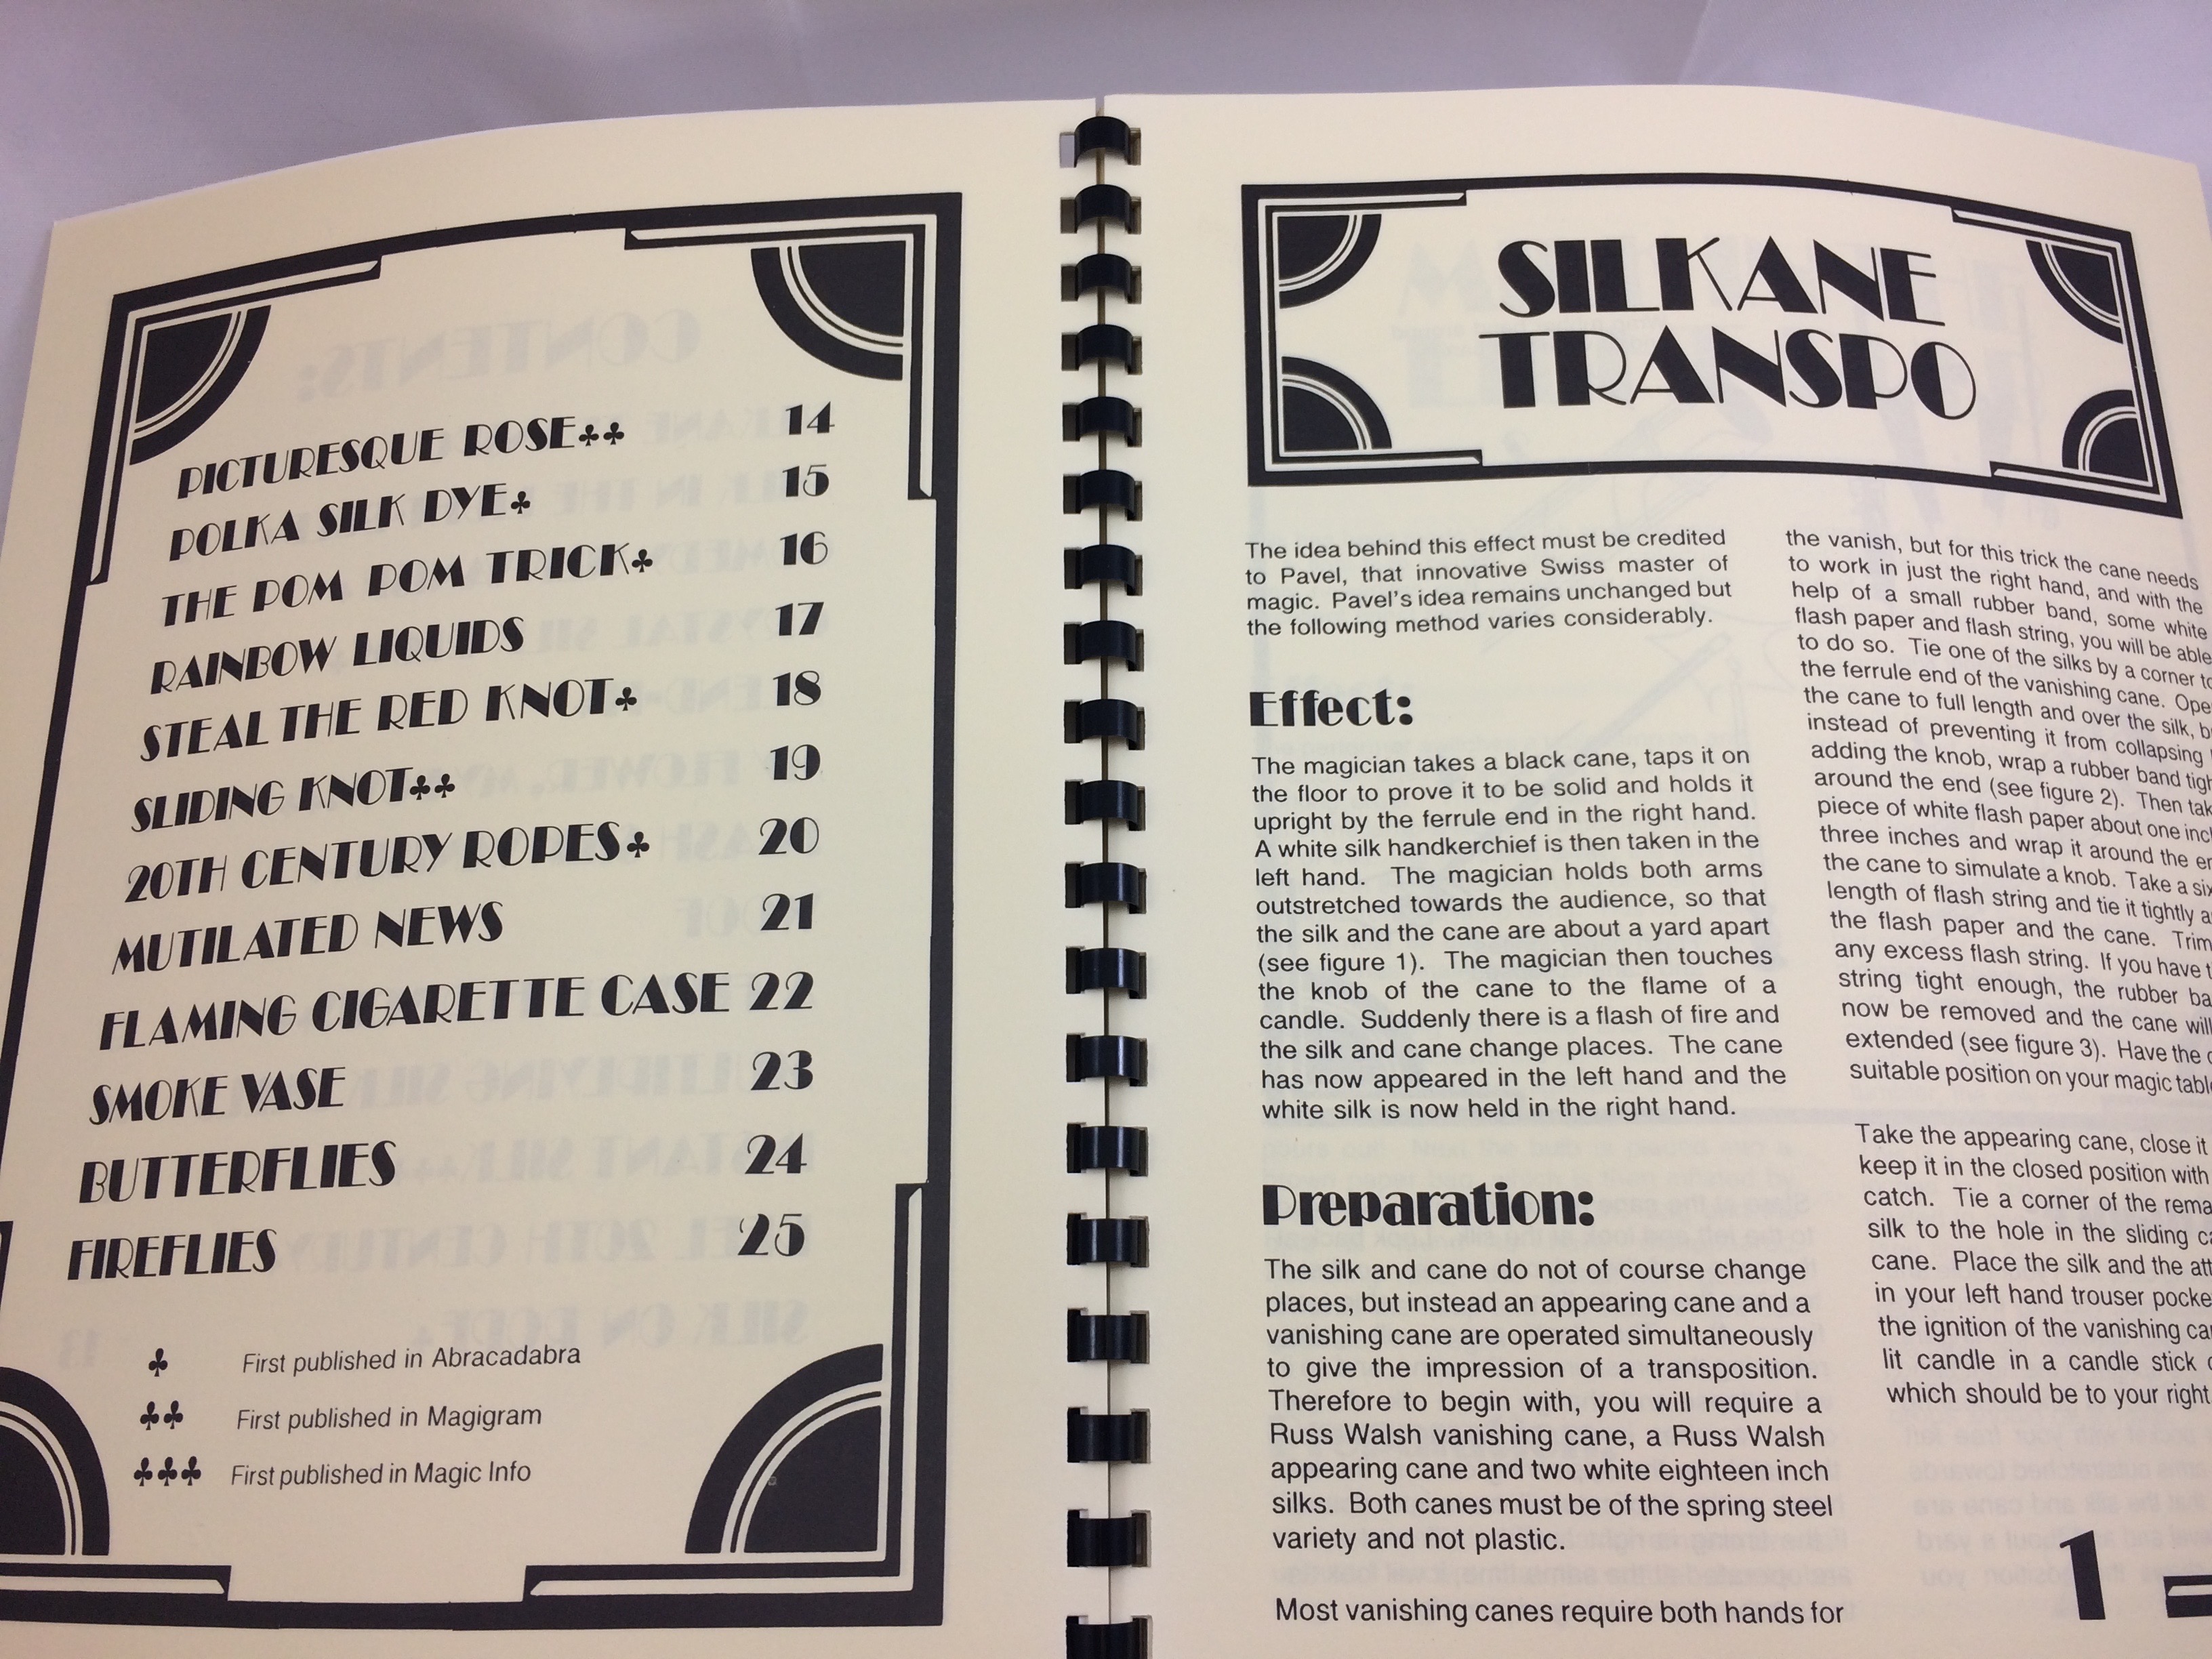 PICTURESQUE ROSE♣♣ 14
POLKA SILK DYE♣ 15
THE POM POM TRICK♣ 16
RAINBOW LIQUIDS 17
STEAL THE RED KNOT♣ 18
SLIDING KNOT♣♣ 19
20TH CENTURY ROPES♣ 20
MUTILATED NEWS 21
FLAMING CIGARETTE CASE 22
SMOKE VASE 23
BUTTERFLIES 24
FIREFLIES 25
♣ First published in Abracadabra
♣♣ First published in Magigram
♣♣♣ First published in Magic Info
SILKANE
TRANSPO
The idea behind this effect must be credited
to Pavel, that innovative Swiss master of
magic. Pavel's idea remains unchanged but
the following method varies considerably.
Effect:
The magician takes a black cane, taps it on
the floor to prove it to be solid and holds it
upright by the ferrule end in the right hand.
A white silk handkerchief is then taken in the
left hand. The magician holds both arms
outstretched towards the audience, so that
the silk and the cane are about a yard apart
(see figure 1). The magician then touches
the knob of the cane to the flame of a
candle. Suddenly there is a flash of fire and
the silk and cane change places. The cane
has now appeared in the left hand and the
white silk is now held in the right hand.
Preparation:
The silk and cane do not of course change
places, but instead an appearing cane and a
vanishing cane are operated simultaneously
to give the impression of a transposition.
Therefore to begin with, you will require a
Russ Walsh vanishing cane, a Russ Walsh
appearing cane and two white eighteen inch
silks. Both canes must be of the spring steel
variety and not plastic.
Most vanishing canes require both hands for
the vanish, but for this trick the cane needs
to work in just the right hand, and with the
help of a small rubber band, some white
flash paper and flash string, you will be able
to do so. Tie one of the silks by a corner to
the ferrule end of the vanishing cane.
the cane to full length and over the silk,
instead of preventing it from collapsing
adding the knob, wrap a rubber band
around the end (see figure 2). Then
piece of white flash paper about one
three inches and wrap it around the
the cane to simulate a knob. Take a
length of flash string and tie it tightly
the flash paper and the cane. Trim
any excess flash string. If you have
string tight enough, the rubber
now be removed and the cane
extended (see figure 3). Have the
suitable position on your magic
Take the appearing cane, close it
keep it in the closed position with
catch. Tie a corner of the
silk to the hole in the sliding
cane. Place the silk and the
in your left hand trouser
the ignition of the vanishing
lit candle in a candle stick
which should be to your right
1